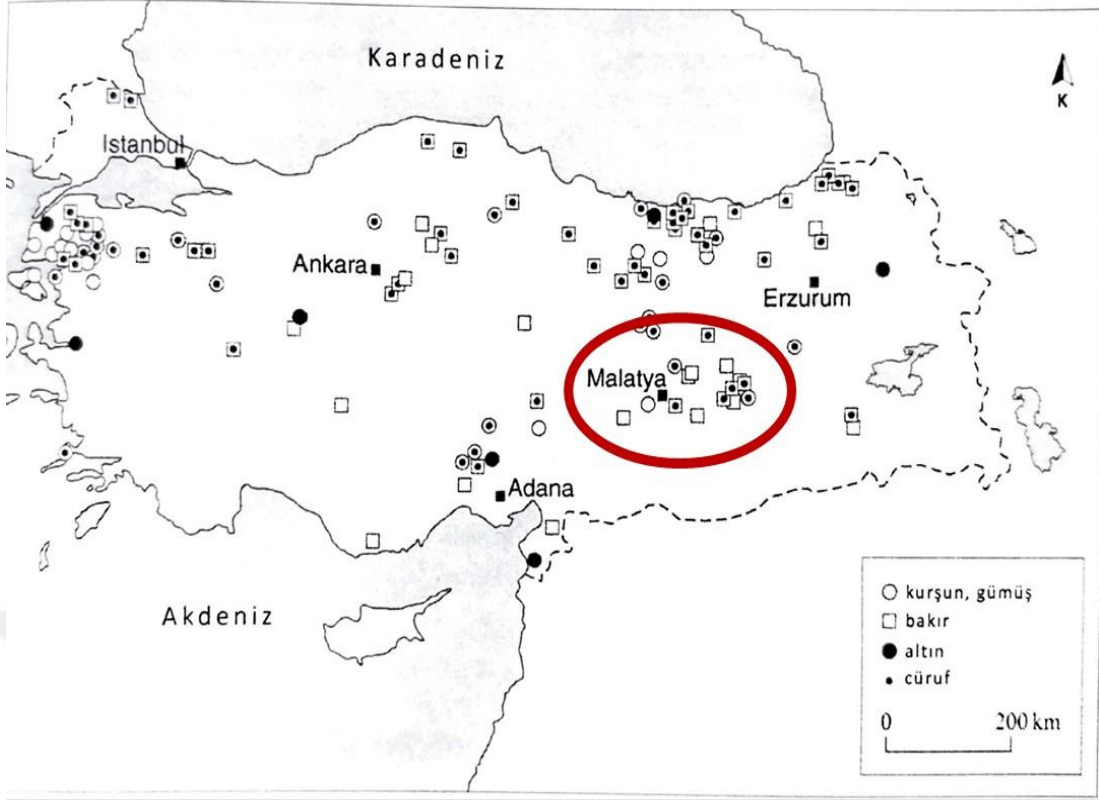 Karadeniz
K
Istanbul
Ankara
Erzurum
Malatya
Adana
Akdeniz
kurşun, gümüş
bakır
altın
cüruf
0 200 km